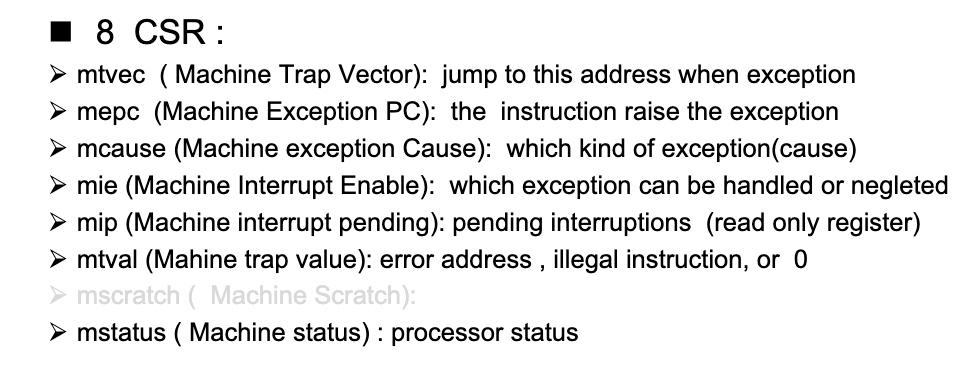 ■ 8 CSR :
➢ mtvec ( Machine Trap Vector): jump to this address when exception
➢ mepc (Machine Exception PC): the instruction raise the exception
➢ mcause (Machine exception Cause): which kind of exception(cause)
➢ mie (Machine Interrupt Enable): which exception can be handled or negleted
➢ mip (Machine interrupt pending): pending interruptions (read only register)
➢ mtval (Mahine trap value): error address , illegal instruction, or 0
➢ mscratch ( Machine Scratch):
➢ mstatus ( Machine status) : processor status